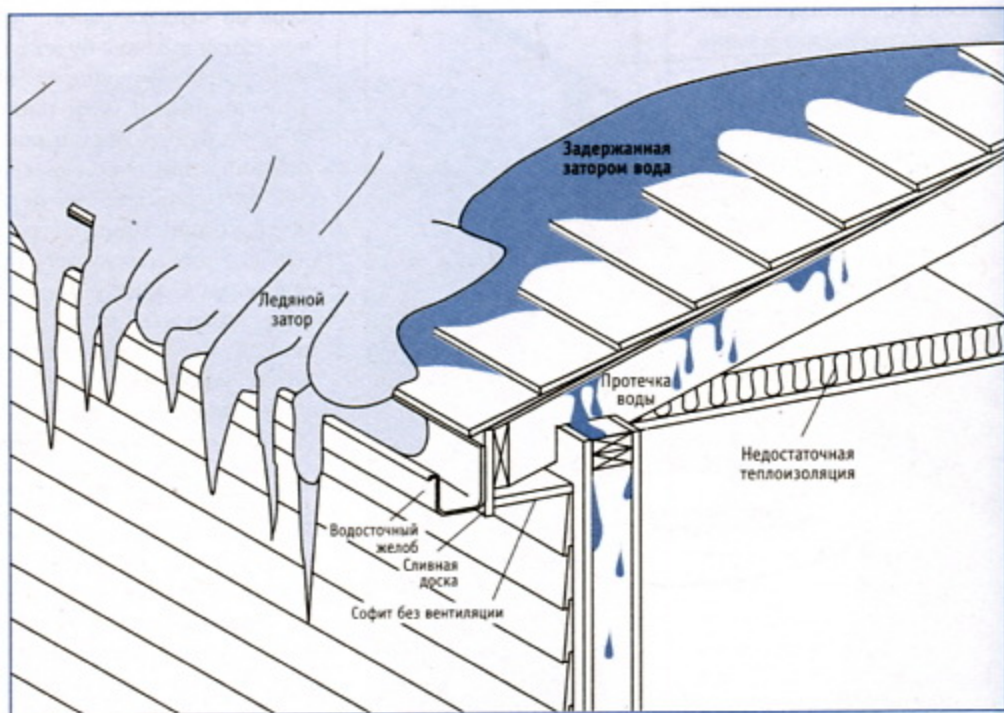 Задержанная
затором вода
Ледяной
затор
Протечка
воды
Недостаточная
теплоизоляция
Водосточный
желоб
Сливная
доска
Софит без вентиляции